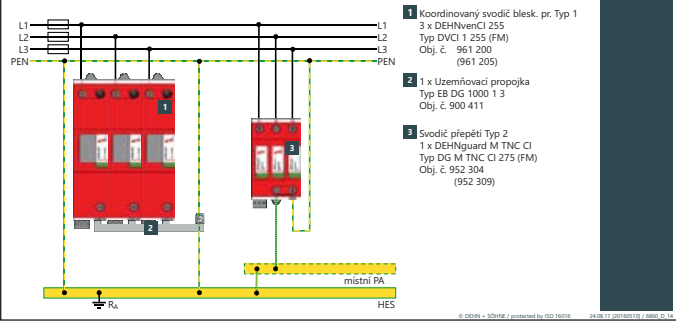 L1
L2
L3
PEN
L1
L2
L3
PEN
1
2
3
místní PA
HES
RA
1 Koordinovaný svodič blesk. pr. Typ 1
3 x DEHNvenCI 255
Typ DVCI 1 255 (FM)
Obj. č. 961 200
(961 205)
2 1 x Uzemňovací propojka
Typ EB DG 1000 1 3
Obj. č. 900 411
3 Svodič přepětí Typ 2
1 x DEHNguard M TNC CI
Typ DG M TNC CI 275 (FM)
Obj. č. 952 304
(952 309)
© DEHN + SÖHNE / protected by ISO 16016 24.08.17 [20160510] / 6860_D_14